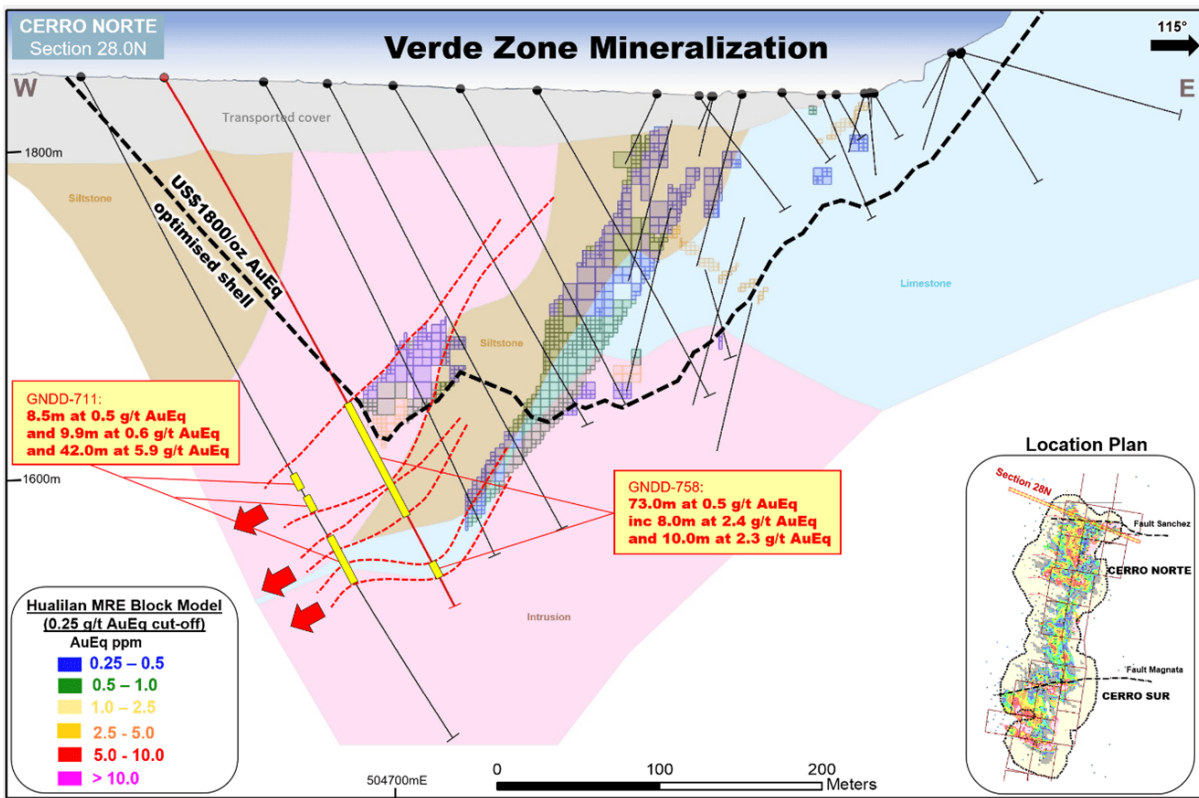 CERRO NORTE
Section 28.0N
Verde Zone Mineralization
115°
W
E
Transported cover
1800m
Siltstone
US$1800/oz AuEq
optimised shell
Limestone
Siltstone
GNDD-711:
8.5m at 0.5 g/t AuEq
and 9.9m at 0.6 g/t AuEq
and 42.0m at 5.9 g/t AuEq
1600m
GNDD-758:
73.0m at 0.5 g/t AuEq
inc 8.0m at 2.4 g/t AuEq
and 10.0m at 2.3 g/t AuEq
Intrusion
Hualilan MRE Block Model
(0.25 g/t AuEq cut-off)
AuEq ppm
0.25 – 0.5
0.5 – 1.0
1.0 – 2.5
2.5 - 5.0
5.0 - 10.0
> 10.0
504700mE
0
100
200
Meters
Location Plan
Section 28N
Fault Sanchez
CERRO NORTE
Fault Magnata
CERRO SUR